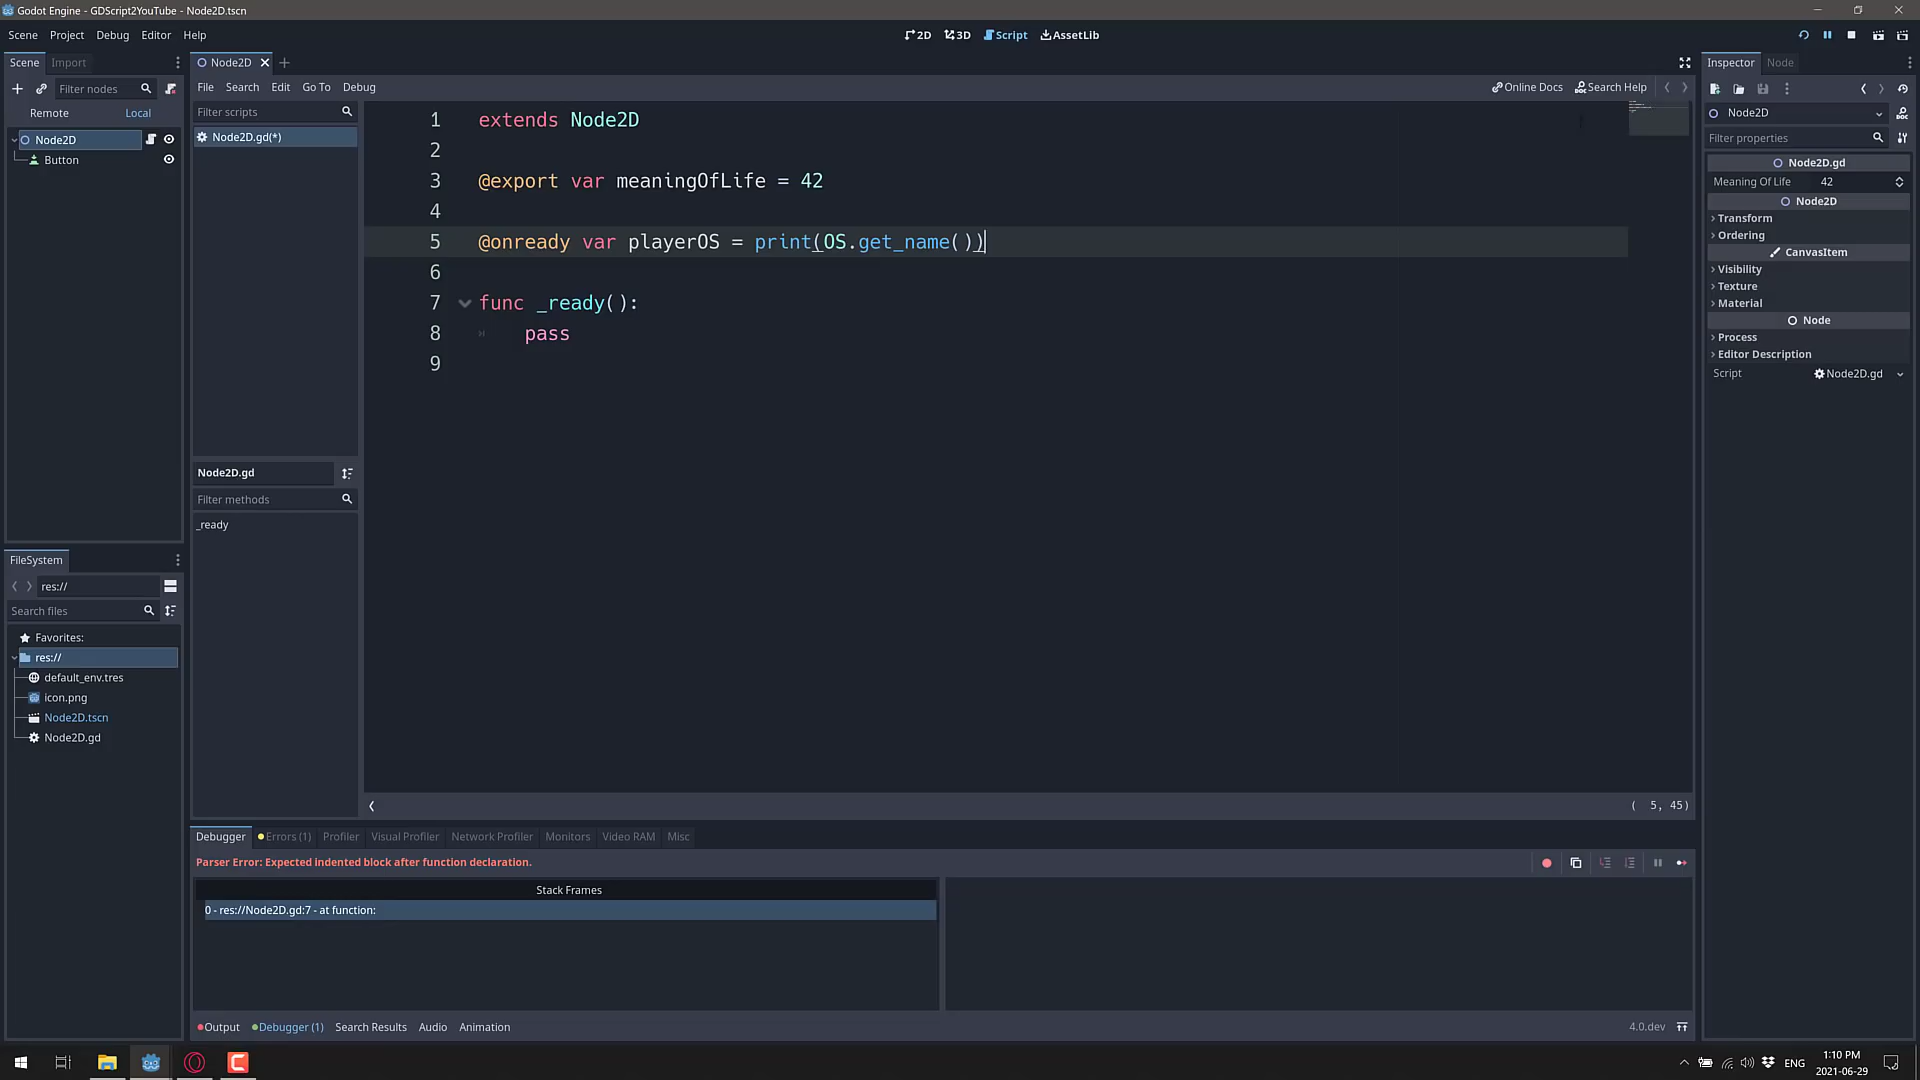 Godot Engine - GDScript2YouTube - Node2D.tscn
Scene Project Debug Editor Help
2D 3D Script AssetLib
Scene Import
Filter nodes
Remote Local
Node2D
Button
FileSystem
res://
Search files
Favorites:
res://
default_env.tres
icon.png
Node2D.tscn
Node2D.gd
Node2D
File Search Edit Go To Debug
Online Docs Search Help
Filter scripts
Node2D.gd(*)
Node2D.gd
Filter methods
_ready
1 extends Node2D
2
3 @export var meaningOfLife = 42
4
5 @onready var playerOS = print(OS.get_name())
6
7 func _ready():
8 pass
9
( 5, 45)
Debugger Errors (1) Profiler Visual Profiler Network Profiler Monitors Video RAM Misc
Parser Error: Expected indented block after function declaration.
Stack Frames
0 - res://Node2D.gd:7 - at function:
Output Debugger (1) Search Results Audio Animation
4.0.dev
Inspector Node
Node2D
Filter properties
Node2D.gd
Meaning Of Life 42
Node2D
Transform
Ordering
CanvasItem
Visibility
Texture
Material
Node
Process
Editor Description
Script Node2D.gd
ENG
1:10 PM
2021-06-29